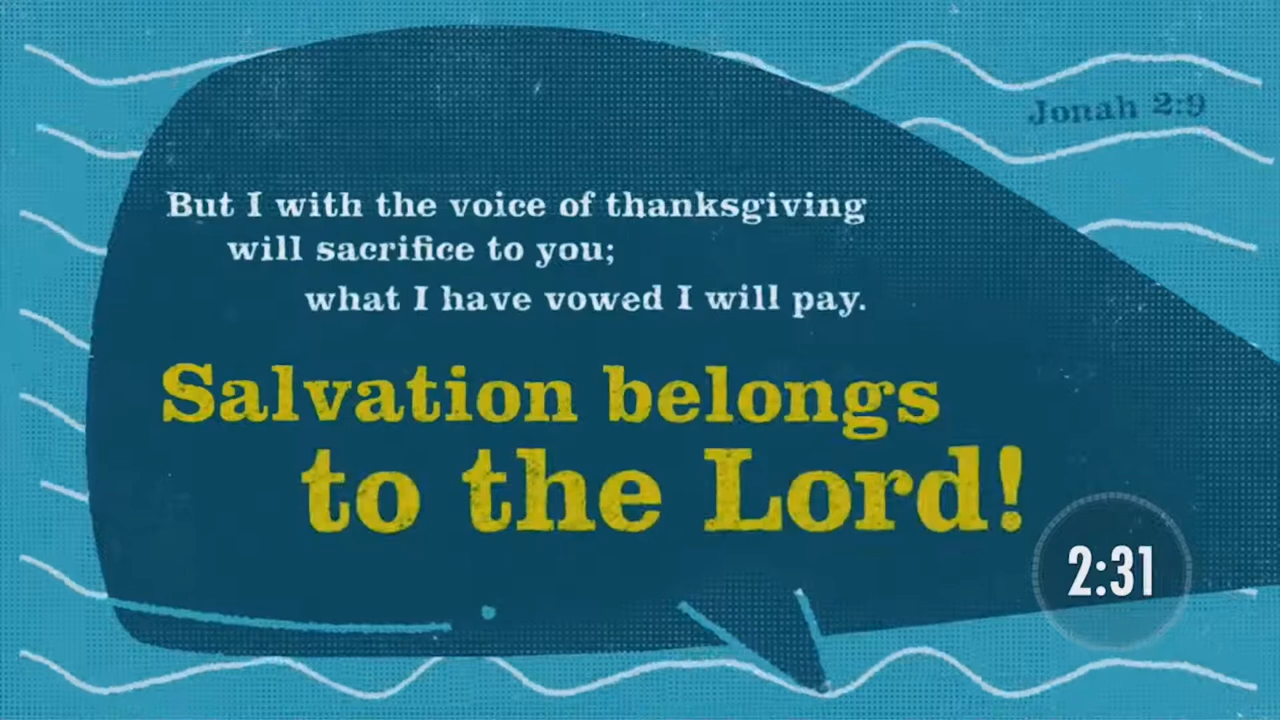 Jonah 2:9
But I with the voice of thanksgiving
will sacrifice to you;
what I have vowed I will pay.
Salvation belongs
to the Lord!
2:31